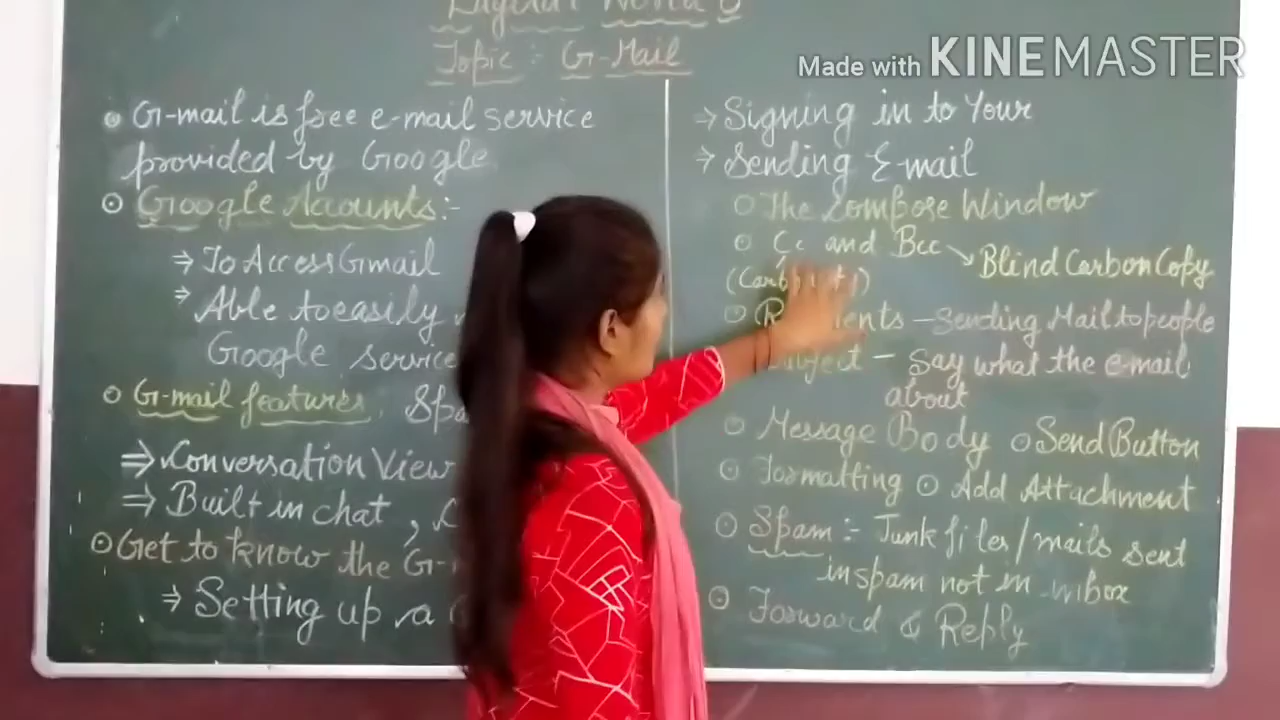 Digital World
Topic : G-Mail
Made with KINEMASTER
G-mail is free e-mail service
provided by Google
Google Acounts :-
→ To Access Gmail
→ Able to easily
Google service
G-mail features
⇒ Conversation View
⇒ Built in chat ,
Get to know the G-
→ Setting up a
→ Signing in to Your
→ Sending E-mail
The Compose Window
Cc and Bcc → Blind Carbon Copy
— Sending Mail to people
Subject — Say what the e-mail
about
Message Body Send Button
Formatting Add Attachment
Spam :- Junk files/mails sent
in spam not in inbox
Forward & Reply